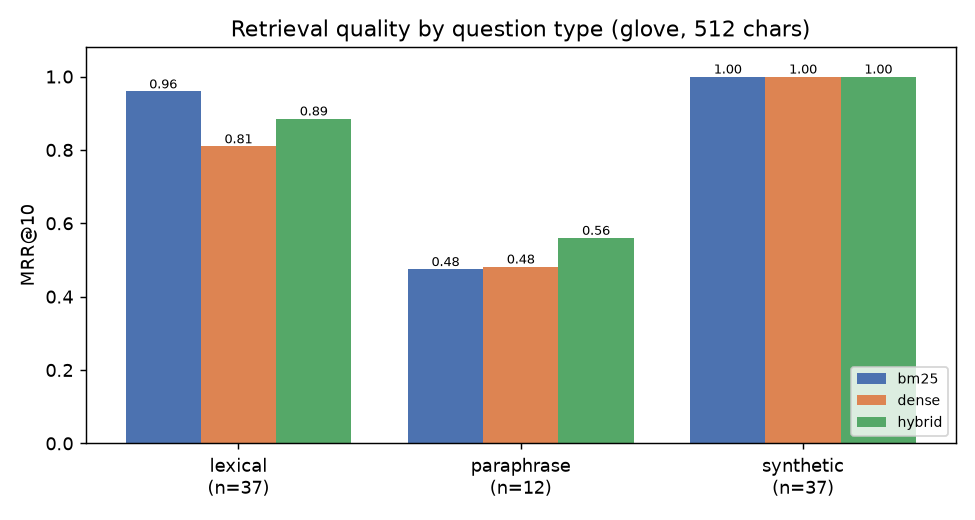 Retrieval quality by question type (glove, 512 chars)
MRR@10
1.0
0.8
0.6
0.4
0.2
0.0
0.96
0.81
0.89
0.48
0.48
0.56
1.00
1.00
1.00
bm25
dense
hybrid
lexical
(n=37)
paraphrase
(n=12)
synthetic
(n=37)